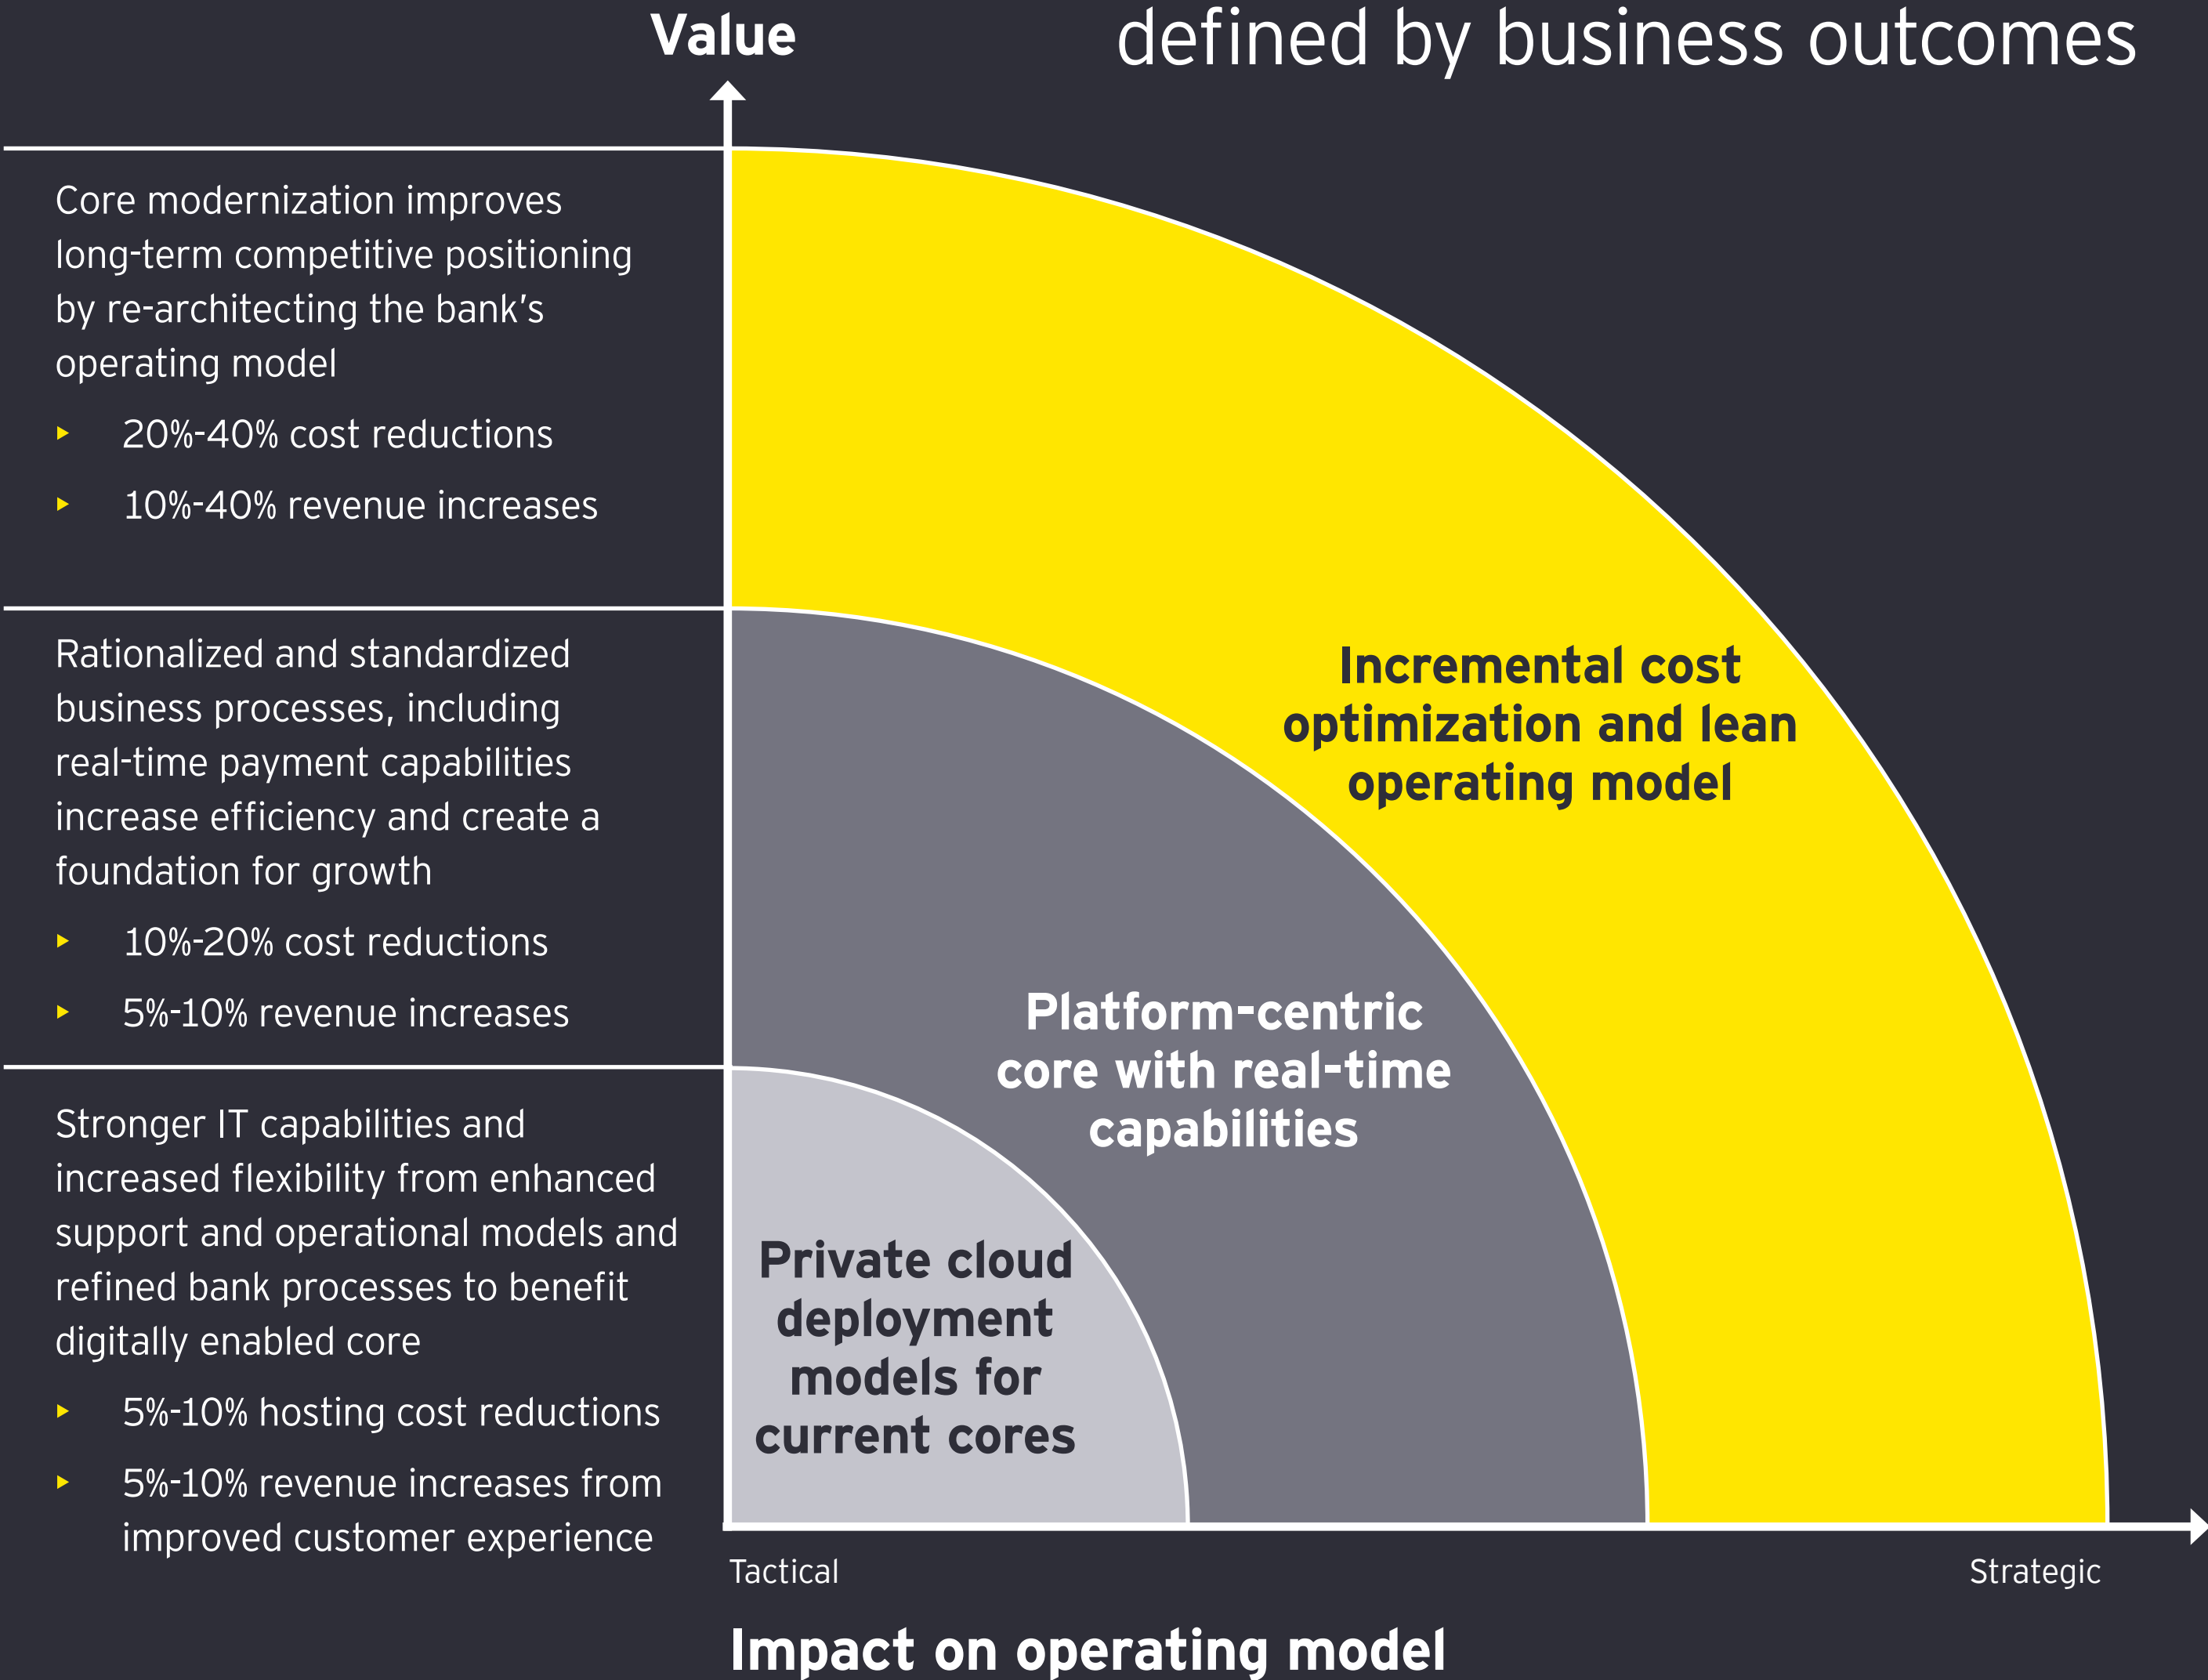 Value
defined by business outcomes
Core modernization improves
long-term competitive positioning
by re-architecting the bank’s
operating model
20%-40% cost reductions
10%-40% revenue increases
Rationalized and standardized
business processes, including
real-time payment capabilities
increase efficiency and create a
foundation for growth
10%-20% cost reductions
5%-10% revenue increases
Stronger IT capabilities and
increased flexibility from enhanced
support and operational models and
refined bank processes to benefit
digitally enabled core
5%-10% hosting cost reductions
5%-10% revenue increases from
improved customer experience
Incremental cost
optimization and lean
operating model
Platform-centric
core with real-time
capabilities
Private cloud
deployment
models for
current cores
Tactical
Strategic
Impact on operating model